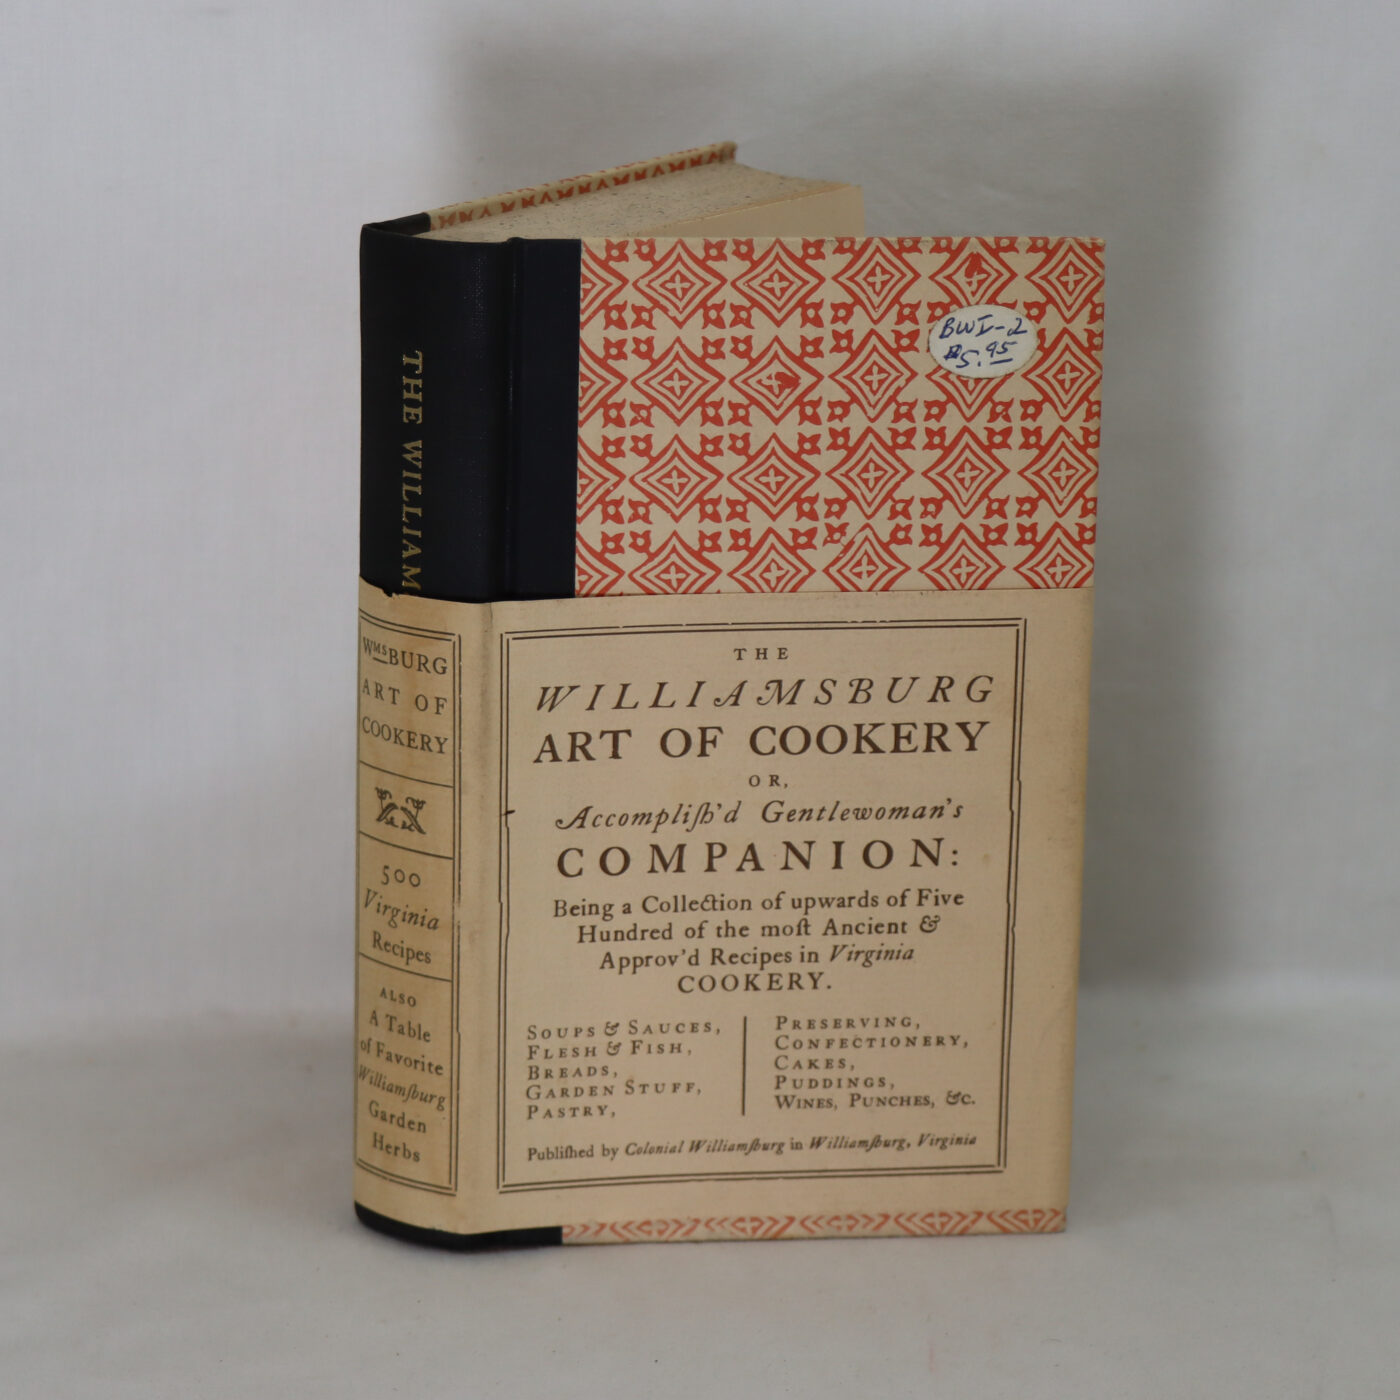 BWI-2
$5.95
THE WILLIAM
WMSBURG
ART OF
COOKERY
500
Virginia
Recipes
ALSO
A Table
of Favorite
Williamſburg
Garden
Herbs
THE
WILLIAMSBURG
ART OF COOKERY
OR,
Accompliſh'd Gentlewoman's
COMPANION:
Being a Collection of upwards of Five
Hundred of the moſt Ancient &
Approv'd Recipes in Virginia
COOKERY.
SOUPS & SAUCES,
FLESH & FISH,
BREADS,
GARDEN STUFF,
PASTRY,
PRESERVING,
CONFECTIONERY,
CAKES,
PUDDINGS,
WINES, PUNCHES, &c.
Publiſhed by Colonial Williamſburg in Williamſburg, Virginia